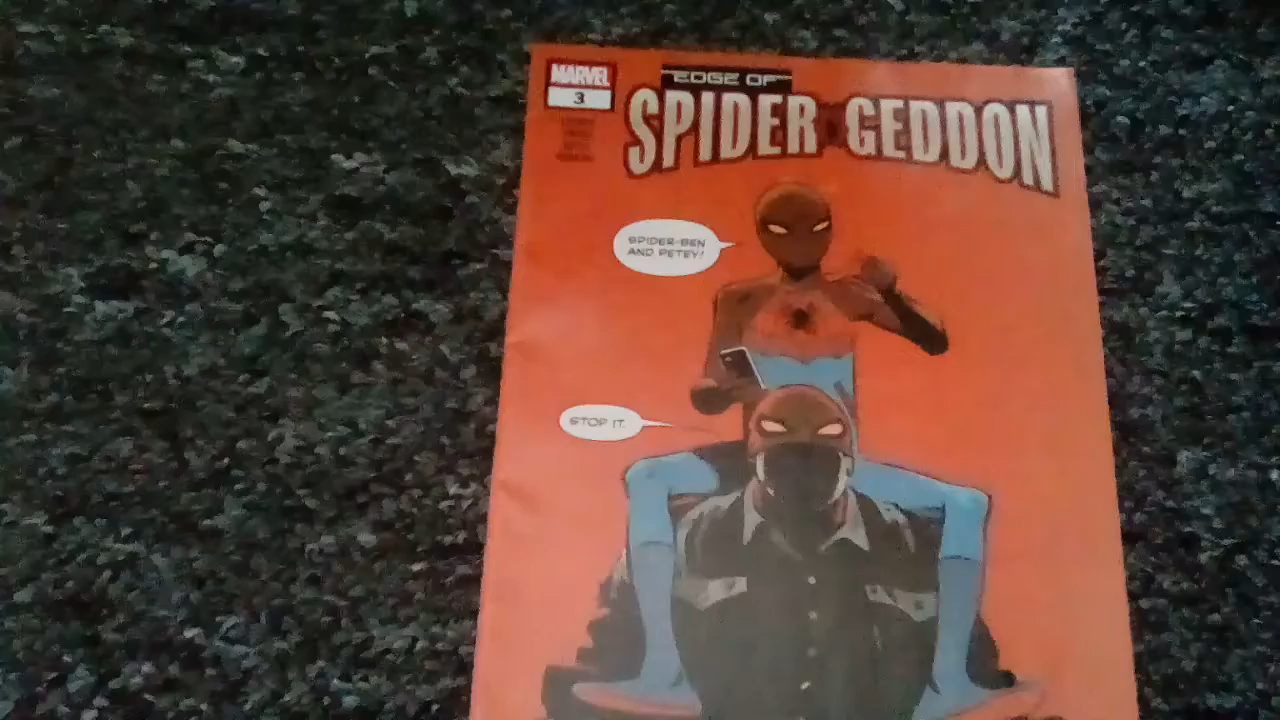 MARVEL
3
EDGE OF
SPIDER GEDDON
SPIDER-BEN
AND PETEY!
STOP IT.